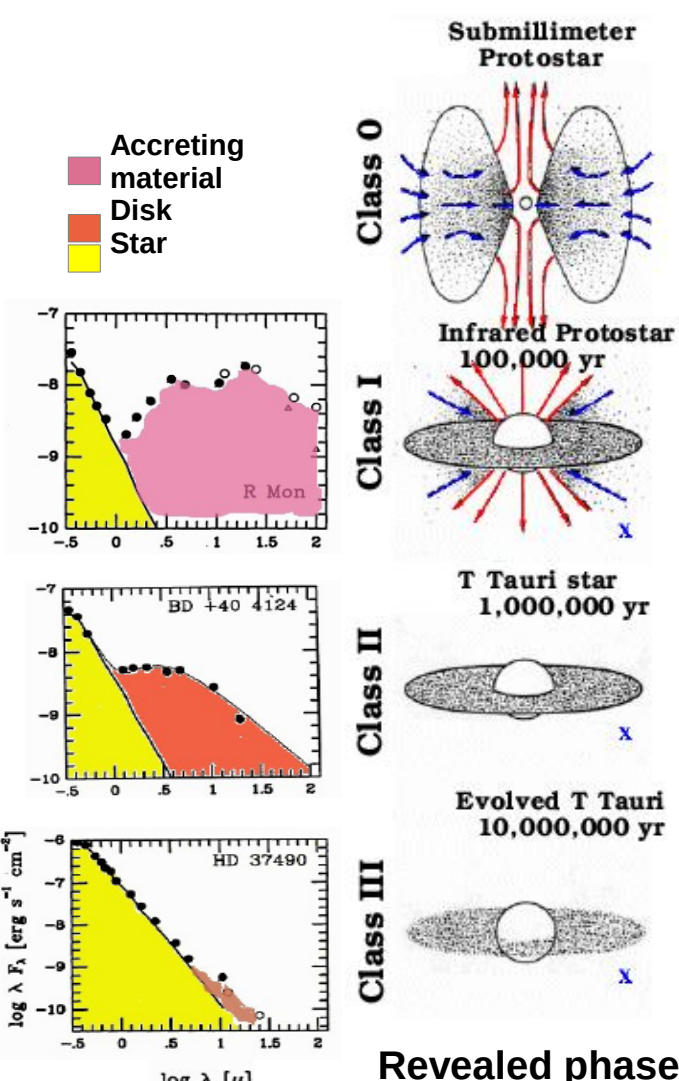 Submillimeter
Protostar
Accreting
material
Disk
Star
Class 0
-7
-8
-9
-10
R Mon
-.5 0 .5 .1 1.5 2
Infrared Protostar
100,000 yr
Class I
X
-7
-8
-9
-10
BD +40 4124
-.5 0 .5 1 1.5 2
T Tauri star
1,000,000 yr
Class II
X
-6
-7
-8
-9
-10
HD 37490
-.5 0 .5 1 1.5 2
log λ Fλ [erg s⁻¹ cm⁻²]
log λ [μ]
Evolved T Tauri
10,000,000 yr
Class III
X
Revealed phase